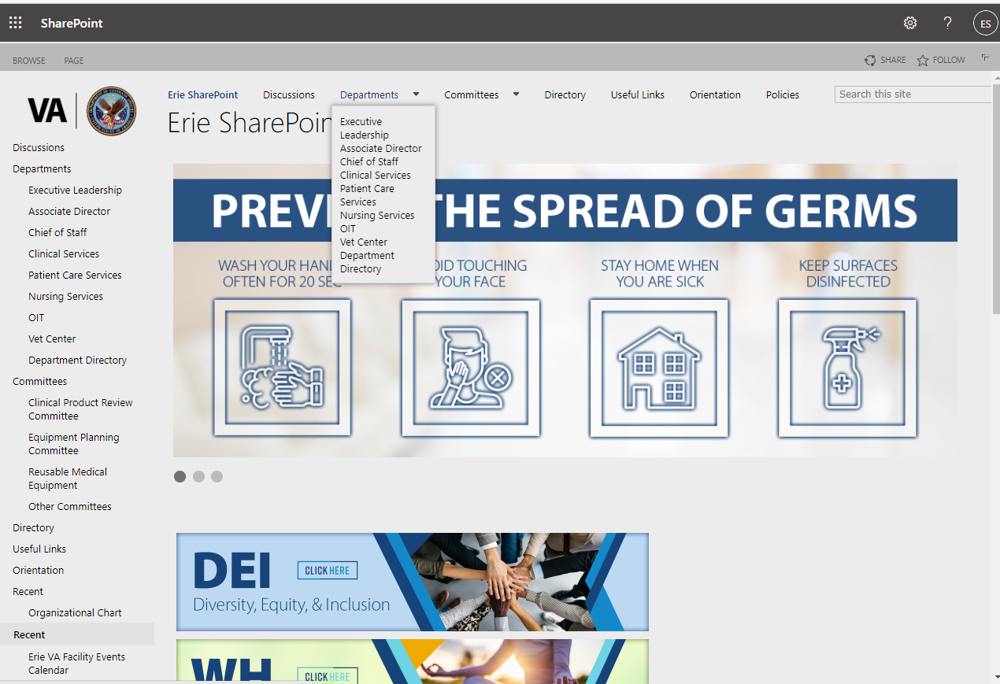 SharePoint
ES
BROWSE PAGE
SHARE FOLLOW
VA
Erie SharePoint Discussions Departments Committees Directory Useful Links Orientation Policies
Search this site
Erie SharePoin
Executive
Leadership
Associate Director
Chief of Staff
Clinical Services
Patient Care
Services
Nursing Services
OIT
Vet Center
Department
Directory
Discussions
Departments
Executive Leadership
Associate Director
Chief of Staff
Clinical Services
Patient Care Services
Nursing Services
OIT
Vet Center
Department Directory
Committees
Clinical Product Review
Committee
Equipment Planning
Committee
Reusable Medical
Equipment
Other Committees
Directory
Useful Links
Orientation
Recent
Organizational Chart
Recent
Erie VA Facility Events
Calendar
PREV HE SPREAD OF GERMS
WASH YOUR HAN
OFTEN FOR 20 SEC
OID TOUCHING
YOUR FACE
STAY HOME WHEN
YOU ARE SICK
KEEP SURFACES
DISINFECTED
DEI
CLICK HERE
Diversity, Equity, & Inclusion
WH
CLICK HERE